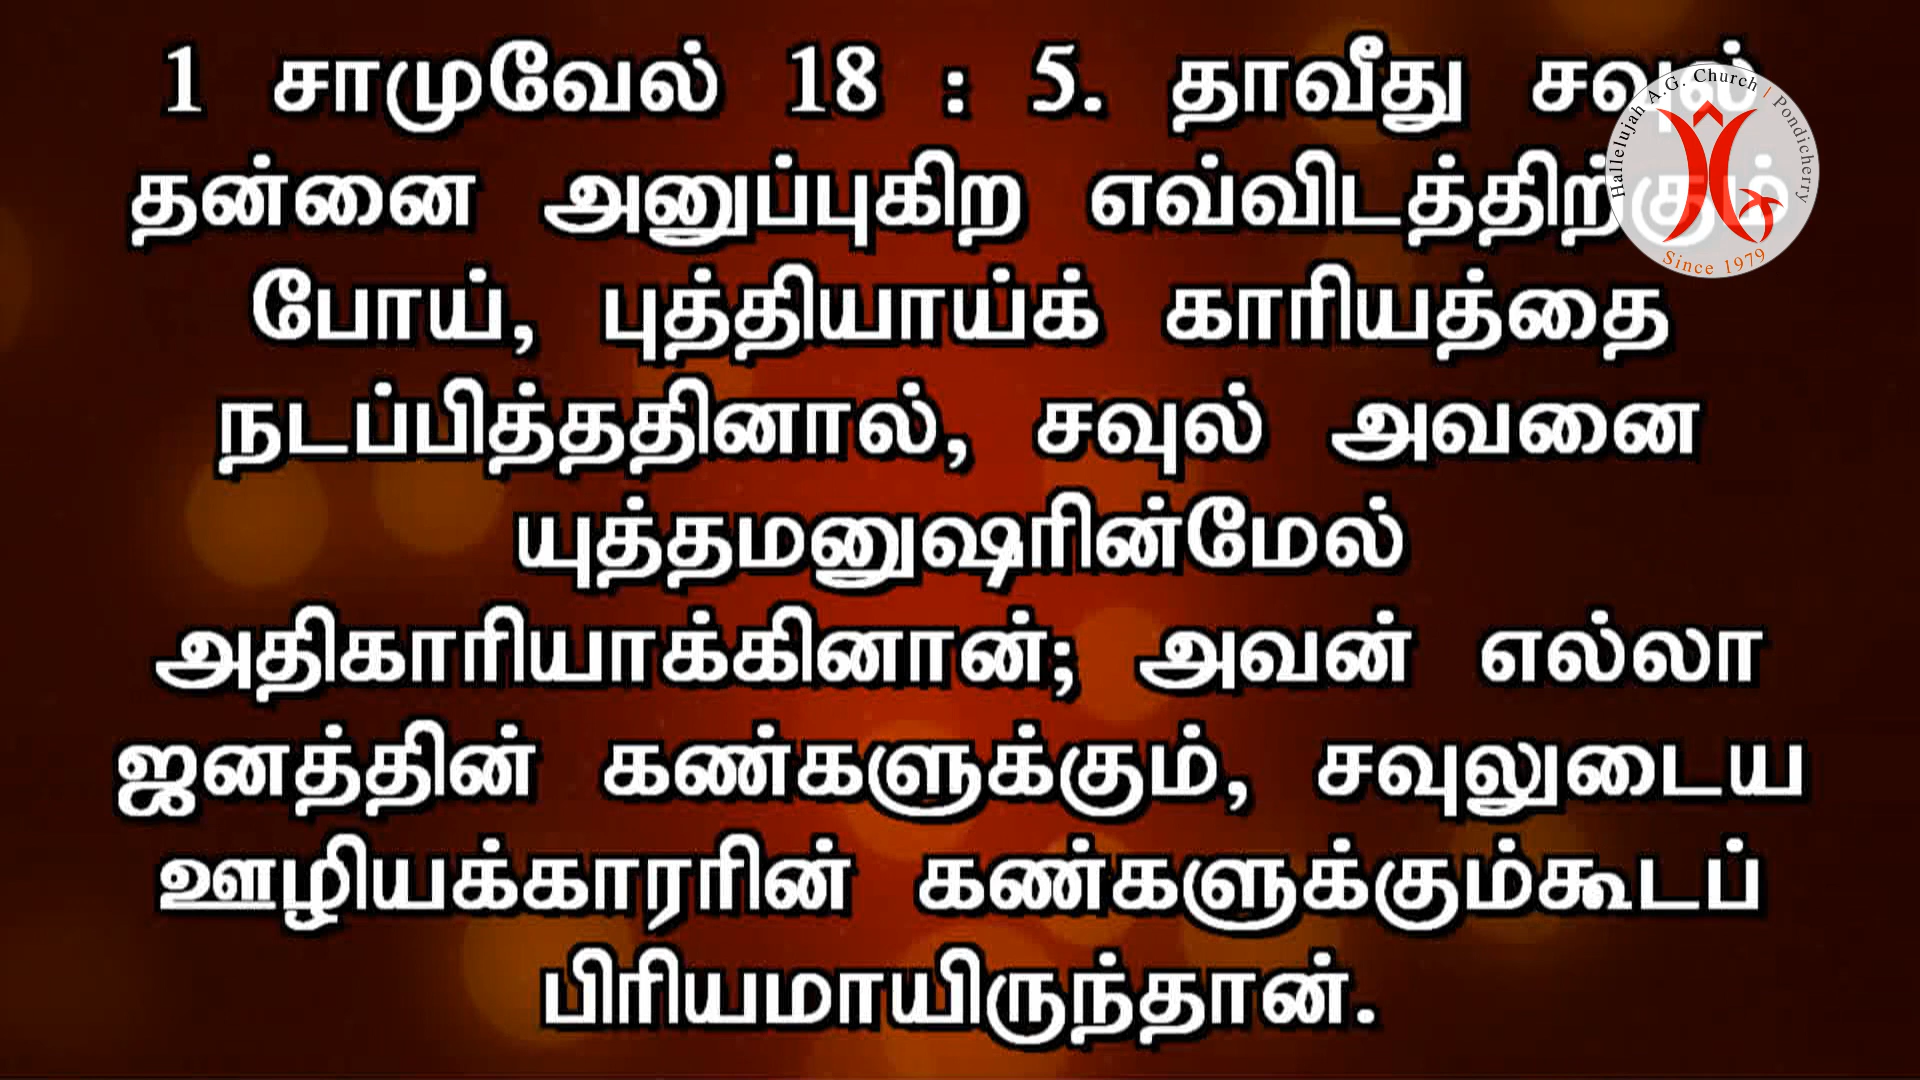 1 சாமுவேல் 18 : 5. தாவீது சவுல்
தன்னை அனுப்புகிற எவ்விடத்திற்கும்
போய், புத்தியாய்க் காரியத்தை
நடப்பித்ததினால், சவுல் அவனை
யுத்தமனுஷரின்மேல்
அதிகாரியாக்கினான்; அவன் எல்லா
ஜனத்தின் கண்களுக்கும், சவுலுடைய
ஊழியக்காரரின் கண்களுக்கும்கூடப்
பிரியமாயிருந்தான்.
Hallelujah A.G. Church | Pondicherry
Since 1979